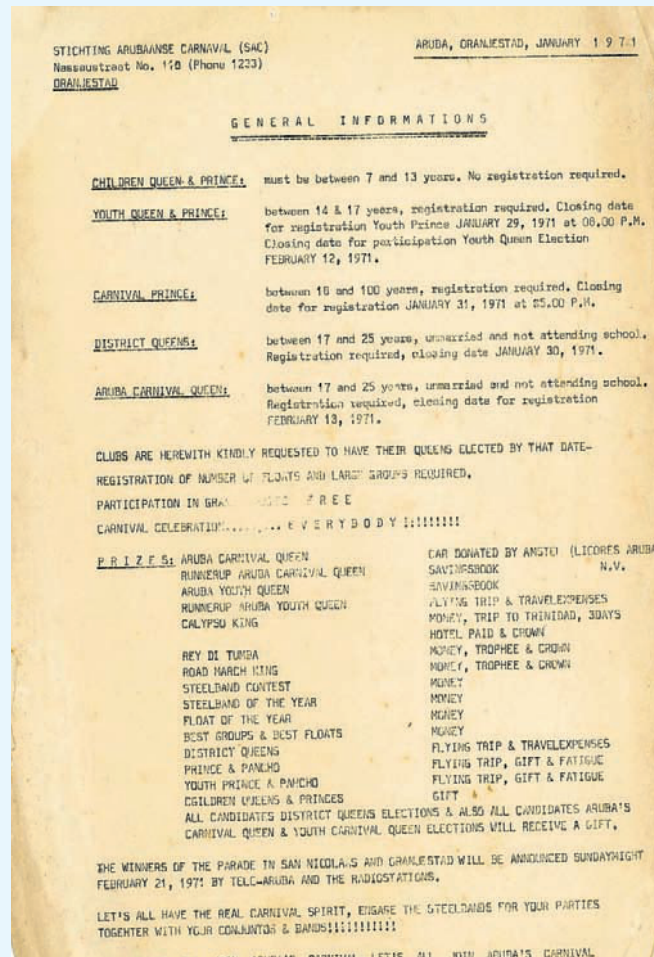 STICHTING ARUBAANSE CARNAVAL (SAC)
ARUBA, ORANJESTAD, JANUARY 1971
Nassaustraat No. 118 (Phone 1233)
ORANJESTAD
GENERAL INFORMATIONS
CHILDREN QUEEN & PRINCE: must be between 7 and 13 years. No registration required.
YOUTH QUEEN & PRINCE: between 14 & 17 years, registration required. Closing date
for registration Youth Prince JANUARY 29, 1971 at 08.00 P.M.
Closing date for participation Youth Queen Election
FEBRUARY 12, 1971.
CARNIVAL PRINCE: between 18 and 100 years, registration required. Closing
date for registration JANUARY 31, 1971 at P.M.
DISTRICT QUEENS: between 17 and 25 years, unmarried and not attending school.
Registration required, closing date JANUARY 30, 1971.
ARUBA CARNIVAL QUEEN: between 17 and 25 years, unmarried and not attending school.
Registration required, closing date for registration
FEBRUARY 13, 1971.
CLUBS ARE HEREWITH KINDLY REQUESTED TO HAVE THEIR QUEENS ELECTED BY THAT DATE-
REGISTRATION OF NUMBER OF FLOATS AND LARGE GROUPS REQUIRED.
PARTICIPATION IN FREE
CARNIVAL CELEBRATION........ EVERYBODY !!!!!!!!!!
PRIZES: ARUBA CARNIVAL QUEEN CAR DONATED BY AMSTEL (LICORES ARUBA
RUNNERUP ARUBA CARNIVAL QUEEN SAVINGSBOOK N.V.
ARUBA YOUTH QUEEN SAVINGSBOOK
RUNNERUP ARUBA YOUTH QUEEN FLYING TRIP & TRAVELEXPENSES
CALYPSO KING MONEY, TRIP TO TRINIDAD, 3DAYS
HOTEL PAID & CROWN
REY DI TUMBA MONEY, TROPHEE & CROWN
ROAD MARCH KING MONEY, TROPHEE & CROWN
STEELBAND CONTEST MONEY
STEELBAND OF THE YEAR MONEY
FLOAT OF THE YEAR MONEY
BEST GROUPS & BEST FLOATS MONEY
DISTRICT QUEENS FLYING TRIP & TRAVELEXPENSES
PRINCE & PANCHO FLYING TRIP, GIFT & FATIGUE
YOUTH PRINCE & PANCHO FLYING TRIP, GIFT & FATIGUE
CGILDREN QUEENS & PRINCES GIFT
ALL CANDIDATES DISTRICT QUEENS ELECTIONS & ALSO ALL CANDIDATES ARUBA'S
CARNIVAL QUEEN & YOUTH CARNIVAL QUEEN ELECTIONS WILL RECEIVE A GIFT.
THE WINNERS OF THE PARADE IN SAN NICOLAAS AND ORANJESTAD WILL BE ANNOUNCED SUNDAYNIGHT
FEBRUARY 21, 1971 BY TELE-ARUBA AND THE RADIOSTATIONS.
LET'S ALL HAVE THE REAL CARNIVAL SPIRIT, ENGAGE THE STEELBANDS FOR YOUR PARTIES
TOGEHTER WITH YOUR CONJUNTOS & BANDS!!!!!!!!!!!
CARNIVAL LET'S ALL JOIN ARUBA'S CARNIVAL